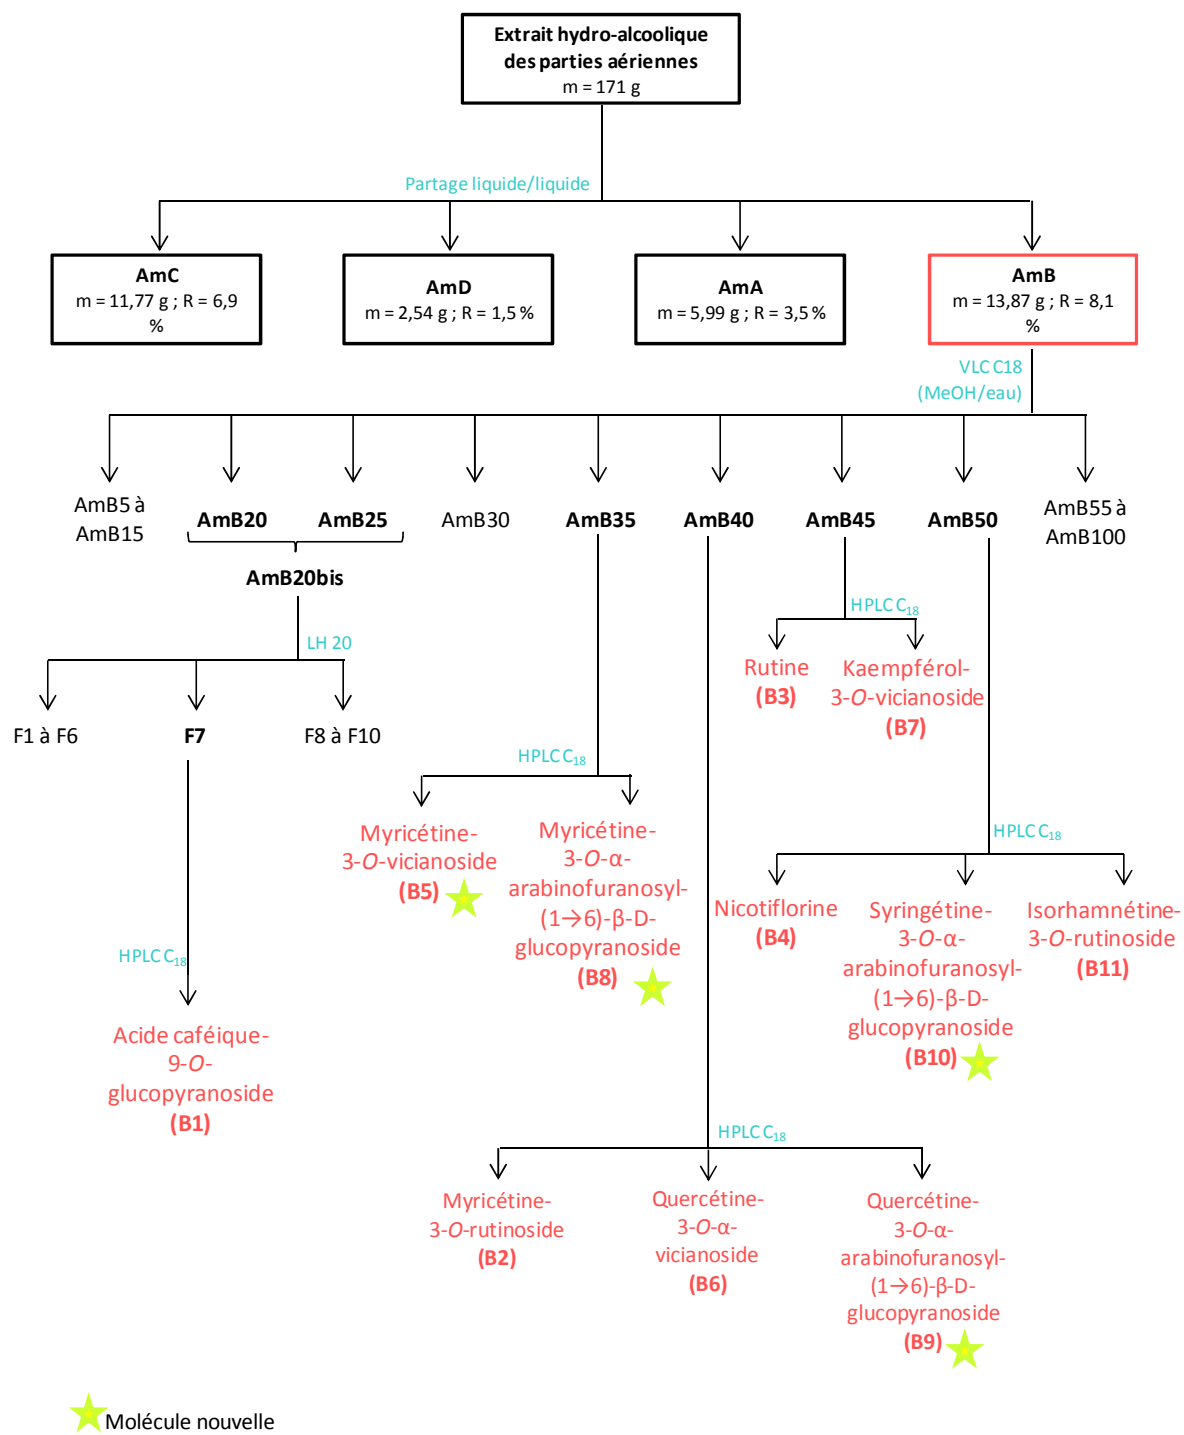 Extrait hydro-alcoolique
des parties aériennes
m = 171 g
Partage liquide/liquide
AmC
m = 11,77 g ; R = 6,9
%
AmD
m = 2,54 g ; R = 1,5 %
AmA
m = 5,99 g ; R = 3,5 %
AmB
m = 13,87 g ; R = 8,1
%
VLC C18
(MeOH/eau)
AmB5 à
AmB15
AmB20
AmB25
AmB30
AmB35
AmB40
AmB45
AmB50
AmB55 à
AmB100
AmB20bis
LH 20
F1 à F6
F7
F8 à F10
HPLC C18
Rutine
(B3)
Kaempférol-
3-O-vicianoside
(B7)
HPLC C18
Myricétine-
3-O-vicianoside
(B5)
Myricétine-
3-O-α-
arabinofuranosyl-
(1→6)-β-D-
glucopyranoside
(B8)
HPLC C18
Nicotiflorine
(B4)
Syringétine-
3-O-α-
arabinofuranosyl-
(1→6)-β-D-
glucopyranoside
(B10)
Isorhamnétine-
3-O-rutinoside
(B11)
HPLC C18
Acide caféique-
9-O-
glucopyranoside
(B1)
HPLC C18
Myricétine-
3-O-rutinoside
(B2)
Quercétine-
3-O-α-
vicianoside
(B6)
Quercétine-
3-O-α-
arabinofuranosyl-
(1→6)-β-D-
glucopyranoside
(B9)
Molécule nouvelle